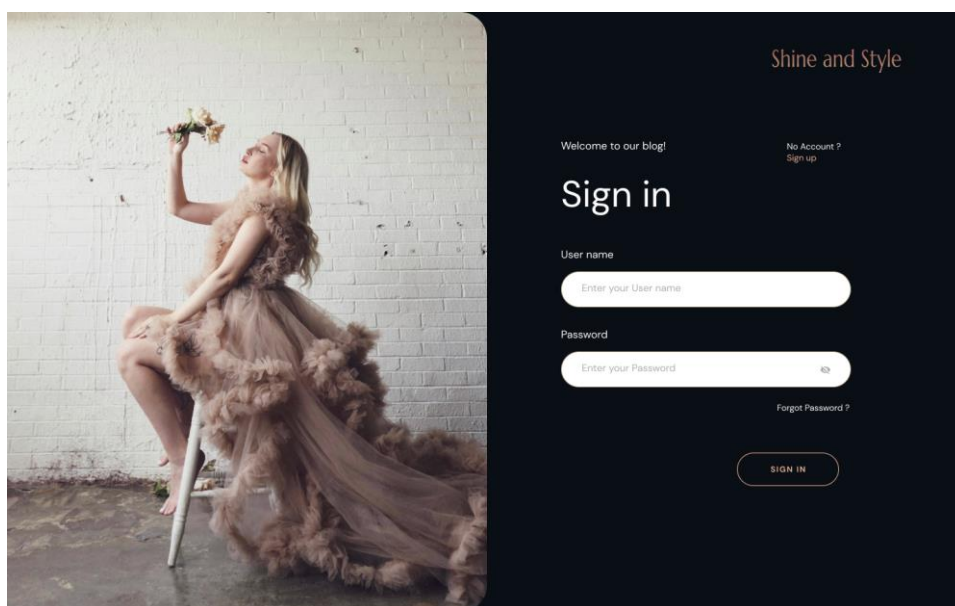 Shine and Style
Welcome to our blog!
No Account ?
Sign up
Sign in
User name
Enter your User name
Password
Enter your Password
Forgot Password ?
SIGN IN